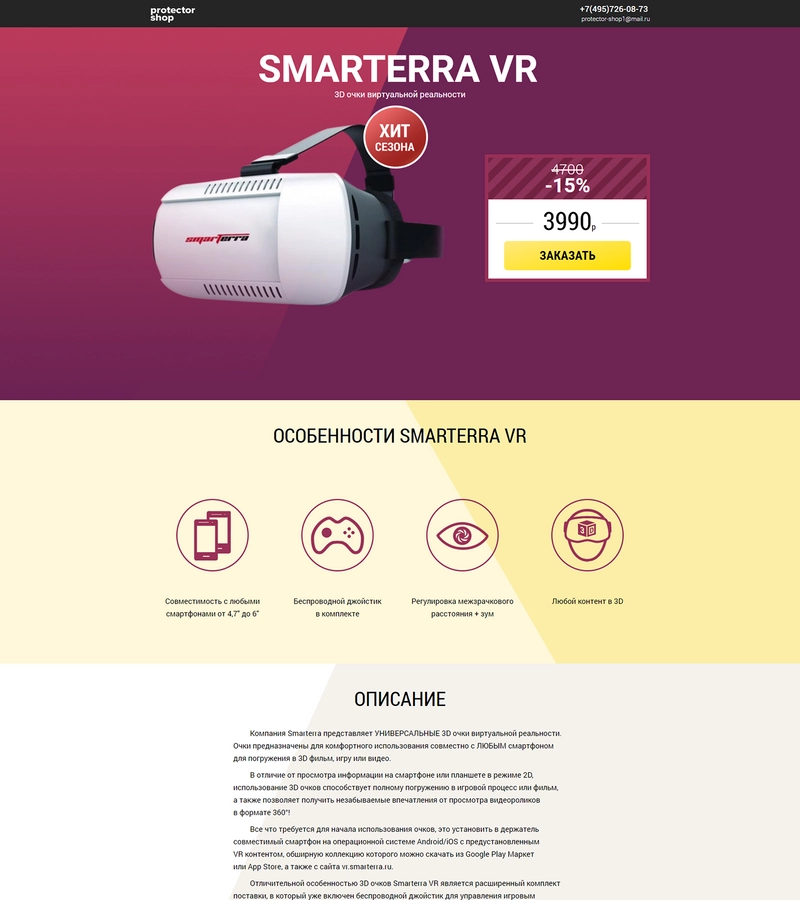 protector
shop
+7(495)726-08-73
protector-shop1@mail.ru
SMARTERRA VR
3D очки виртуальной реальности
ХИТ
СЕЗОНА
smarterra
4700
-15%
3990р
ЗАКАЗАТЬ
ОСОБЕННОСТИ SMARTERRA VR
3D
Совместимость с любыми
смартфонами от 4,7" до 6"
Беспроводной джойстик
в комплекте
Регулировка межзрачкового
расстояния + зум
Любой контент в 3D
ОПИСАНИЕ
Компания Smarterra представляет УНИВЕРСАЛЬНЫЕ 3D очки виртуальной реальности.
Очки предназначены для комфортного использования совместно с ЛЮБЫМ смартфоном
для погружения в 3D фильм, игру или видео.
В отличие от просмотра информации на смартфоне или планшете в режиме 2D,
использование 3D очков способствует полному погружению в игровой процесс или фильм,
а также позволяет получить незабываемые впечатления от просмотра видеороликов
в формате 360°!
Все что требуется для начала использования очков, это установить в держатель
совместимый смартфон на операционной системе Android/iOS с предустановленным
VR контентом, обширную коллекцию которого можно скачать из Google Play Маркет
или App Store, а также с сайта vr.smarterra.ru.
Отличительной особенностью 3D очков Smarterra VR является расширенный комплект
поставки, в который уже включен беспроводной джойстик для управления игровым